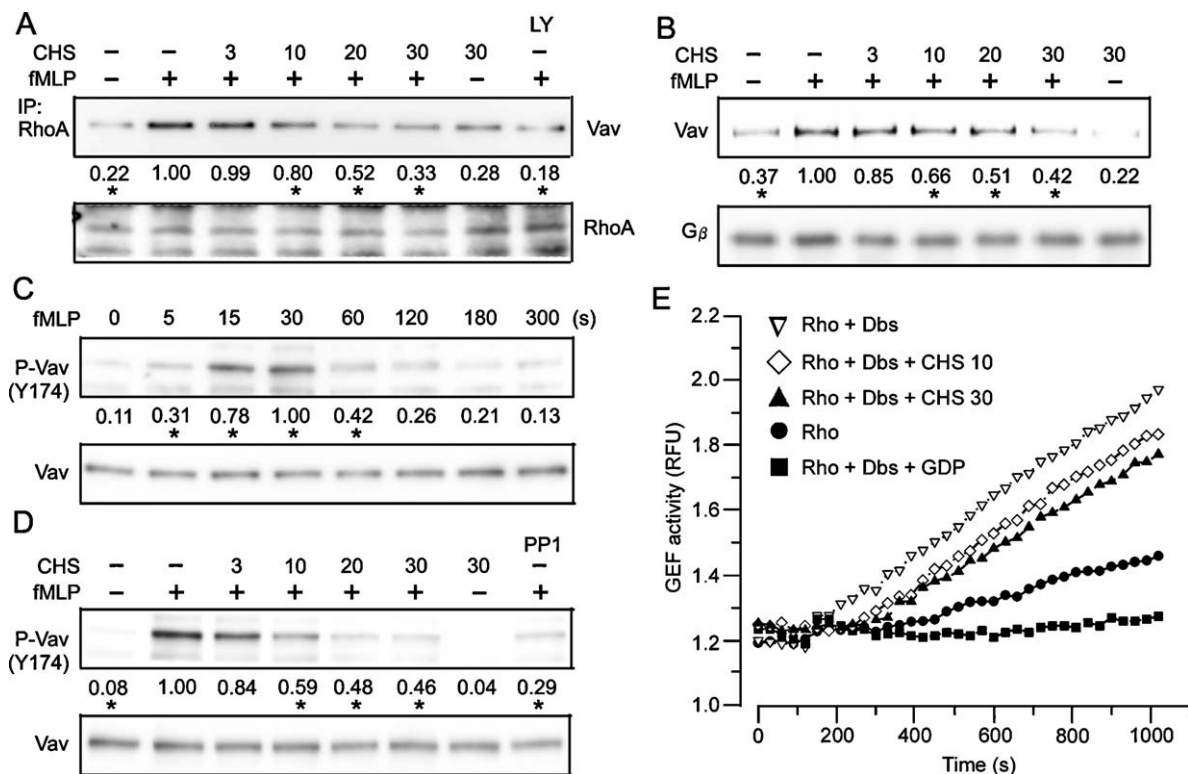 A
LY
CHS – – 3 10 20 30 30 –
fMLP – + + + + + – +
IP:
RhoA
Vav
0.22 1.00 0.99 0.80 0.52 0.33 0.28 0.18
* * * * *
RhoA
B
CHS – – 3 10 20 30 30
fMLP – + + + + + –
Vav
0.37 1.00 0.85 0.66 0.51 0.42 0.22
* * * *
Gβ
C
fMLP 0 5 15 30 60 120 180 300 (s)
P-Vav
(Y174)
0.11 0.31 0.78 1.00 0.42 0.26 0.21 0.13
* * * *
Vav
D
PP1
CHS – – 3 10 20 30 30 –
fMLP – + + + + + – +
P-Vav
(Y174)
0.08 1.00 0.84 0.59 0.48 0.46 0.04 0.29
* * * * *
Vav
E
2.2
2.0
1.8
1.6
1.4
1.2
1.0
GEF activity (RFU)
▽ Rho + Dbs
◇ Rho + Dbs + CHS 10
▲ Rho + Dbs + CHS 30
● Rho
■ Rho + Dbs + GDP
0 200 400 600 800 1000
Time (s)